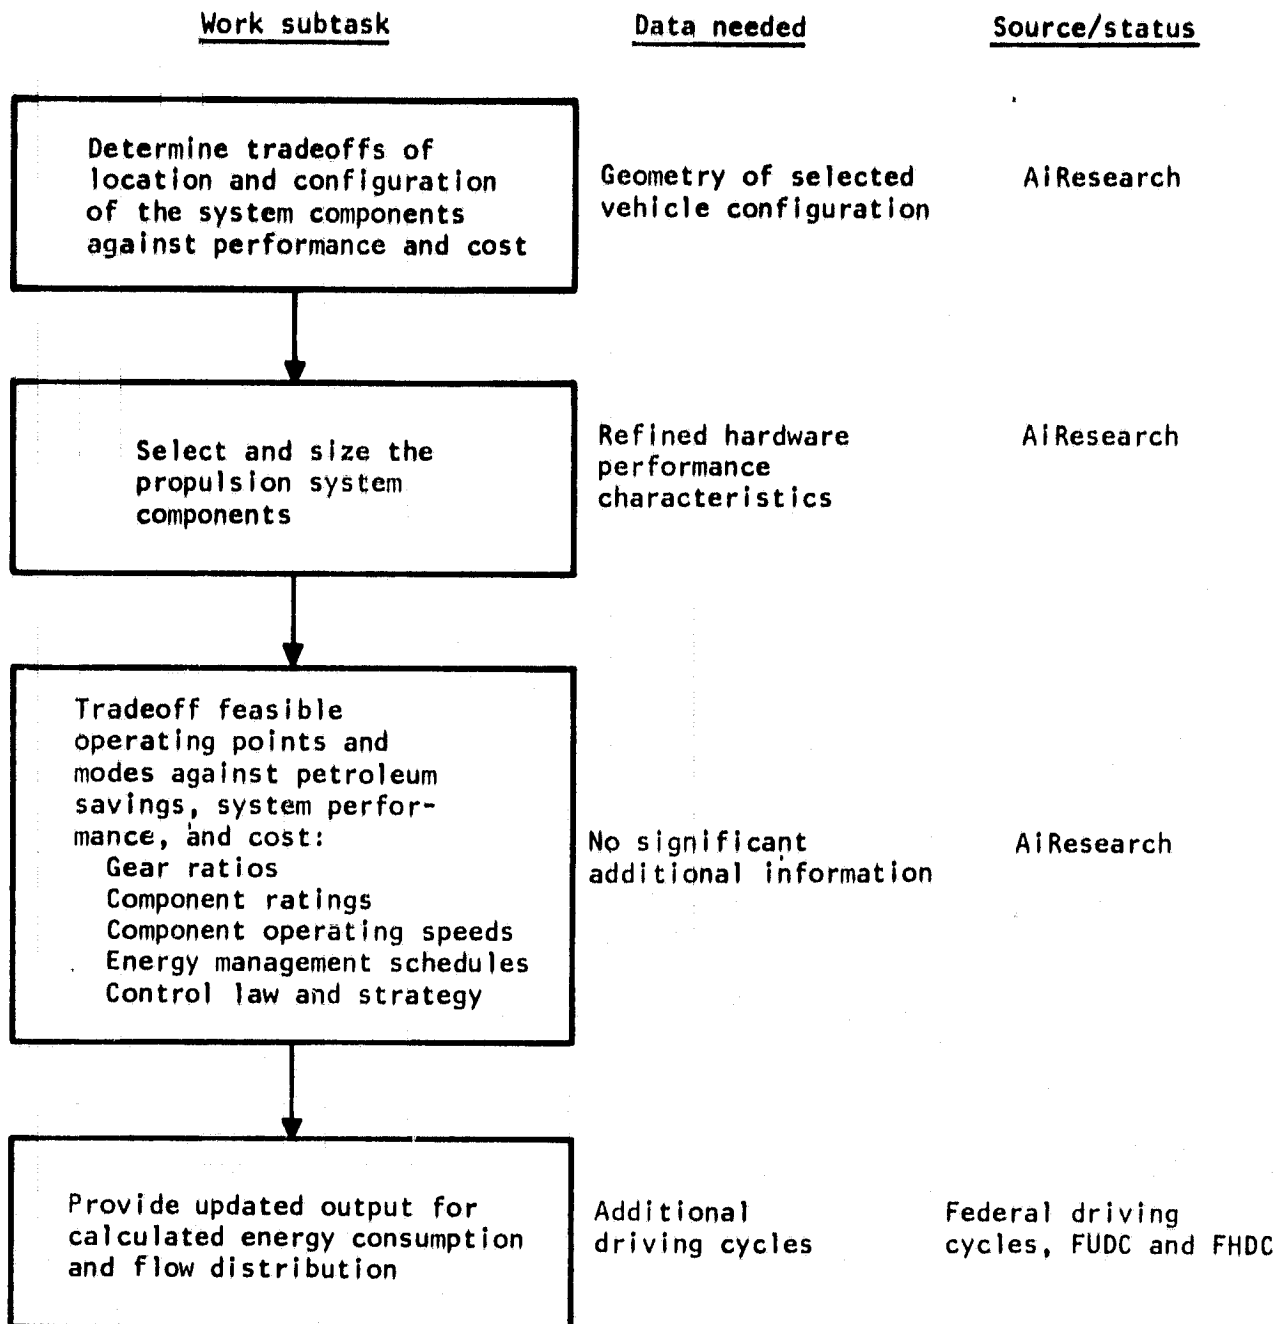 Work subtask
Data needed
Source/status
Determine tradeoffs of
location and configuration
of the system components
against performance and cost
Geometry of selected
vehicle configuration
AiResearch
Select and size the
propulsion system
components
Refined hardware
performance
characteristics
AiResearch
Tradeoff feasible
operating points and
modes against petroleum
savings, system perfor-
mance, and cost:
Gear ratios
Component ratings
Component operating speeds
Energy management schedules
Control law and strategy
No significant
additional information
AiResearch
Provide updated output for
calculated energy consumption
and flow distribution
Additional
driving cycles
Federal driving
cycles, FUDC and FHDC